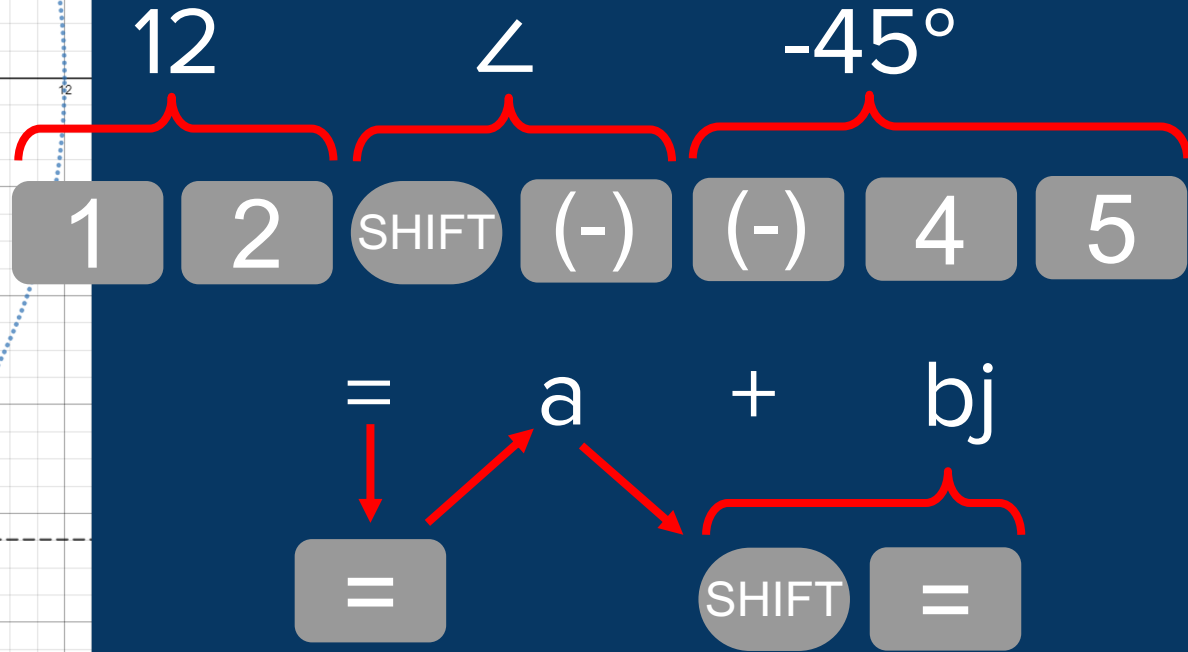 12 ∠ -45°
12
1 2 SHIFT (-) (-) 4 5
= a + bj
= SHIFT =